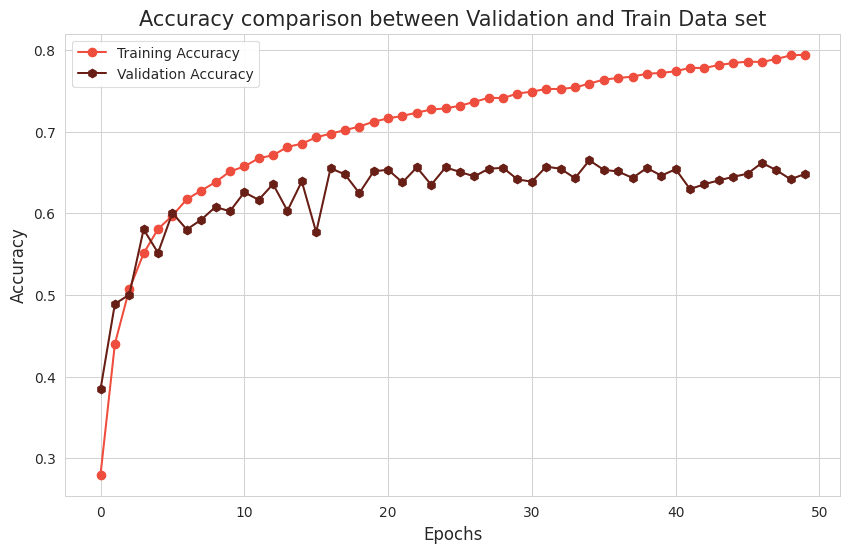 Accuracy comparison between Validation and Train Data set
Training Accuracy
Validation Accuracy
0.8
0.7
0.6
0.5
0.4
0.3
Accuracy
0 10 20 30 40 50
Epochs